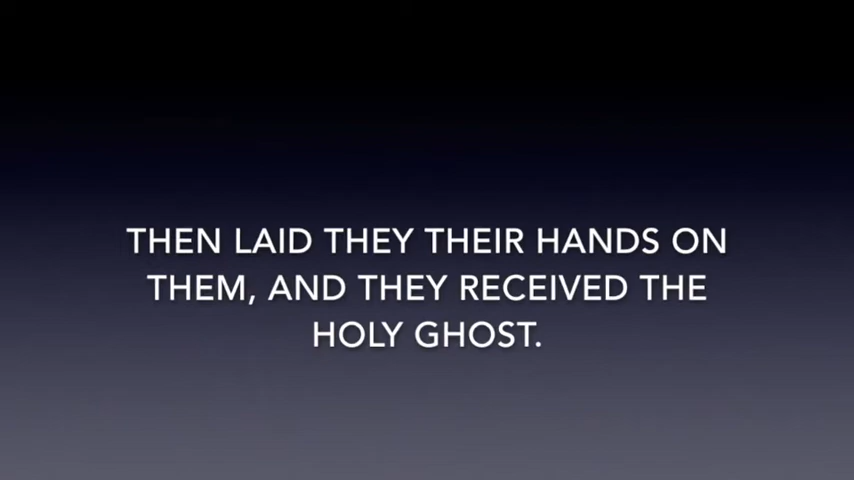 THEN LAID THEY THEIR HANDS ON
THEM, AND THEY RECEIVED THE
HOLY GHOST.